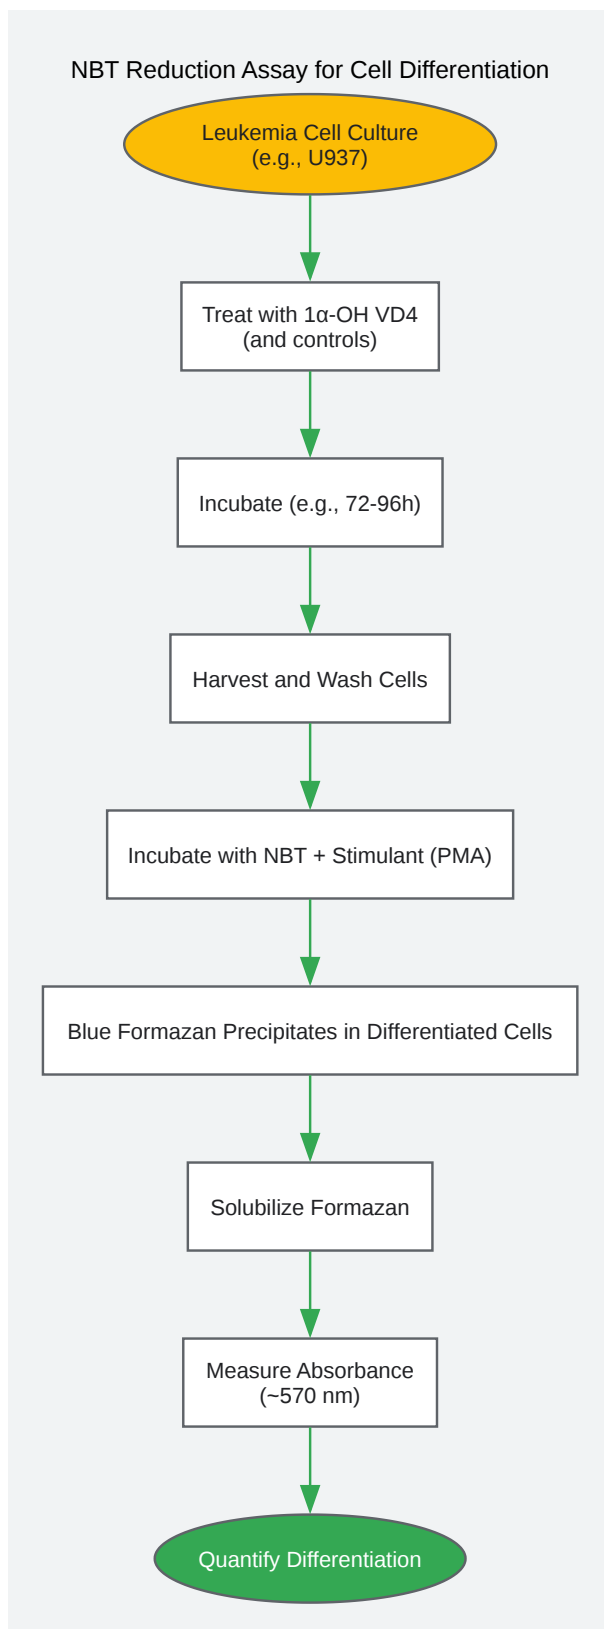 NBT Reduction Assay for Cell Differentiation
Leukemia Cell Culture
(e.g., U937)
Treat with 1α-OH VD4
(and controls)
Incubate (e.g., 72-96h)
Harvest and Wash Cells
Incubate with NBT + Stimulant (PMA)
Blue Formazan Precipitates in Differentiated Cells
Solubilize Formazan
Measure Absorbance
(~570 nm)
Quantify Differentiation